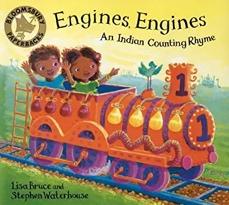 BLOOMSBURY
PAPERBACKS
Engines, Engines
An Indian Counting Rhyme
1
1
Lisa Bruce and
Stephen Waterhouse